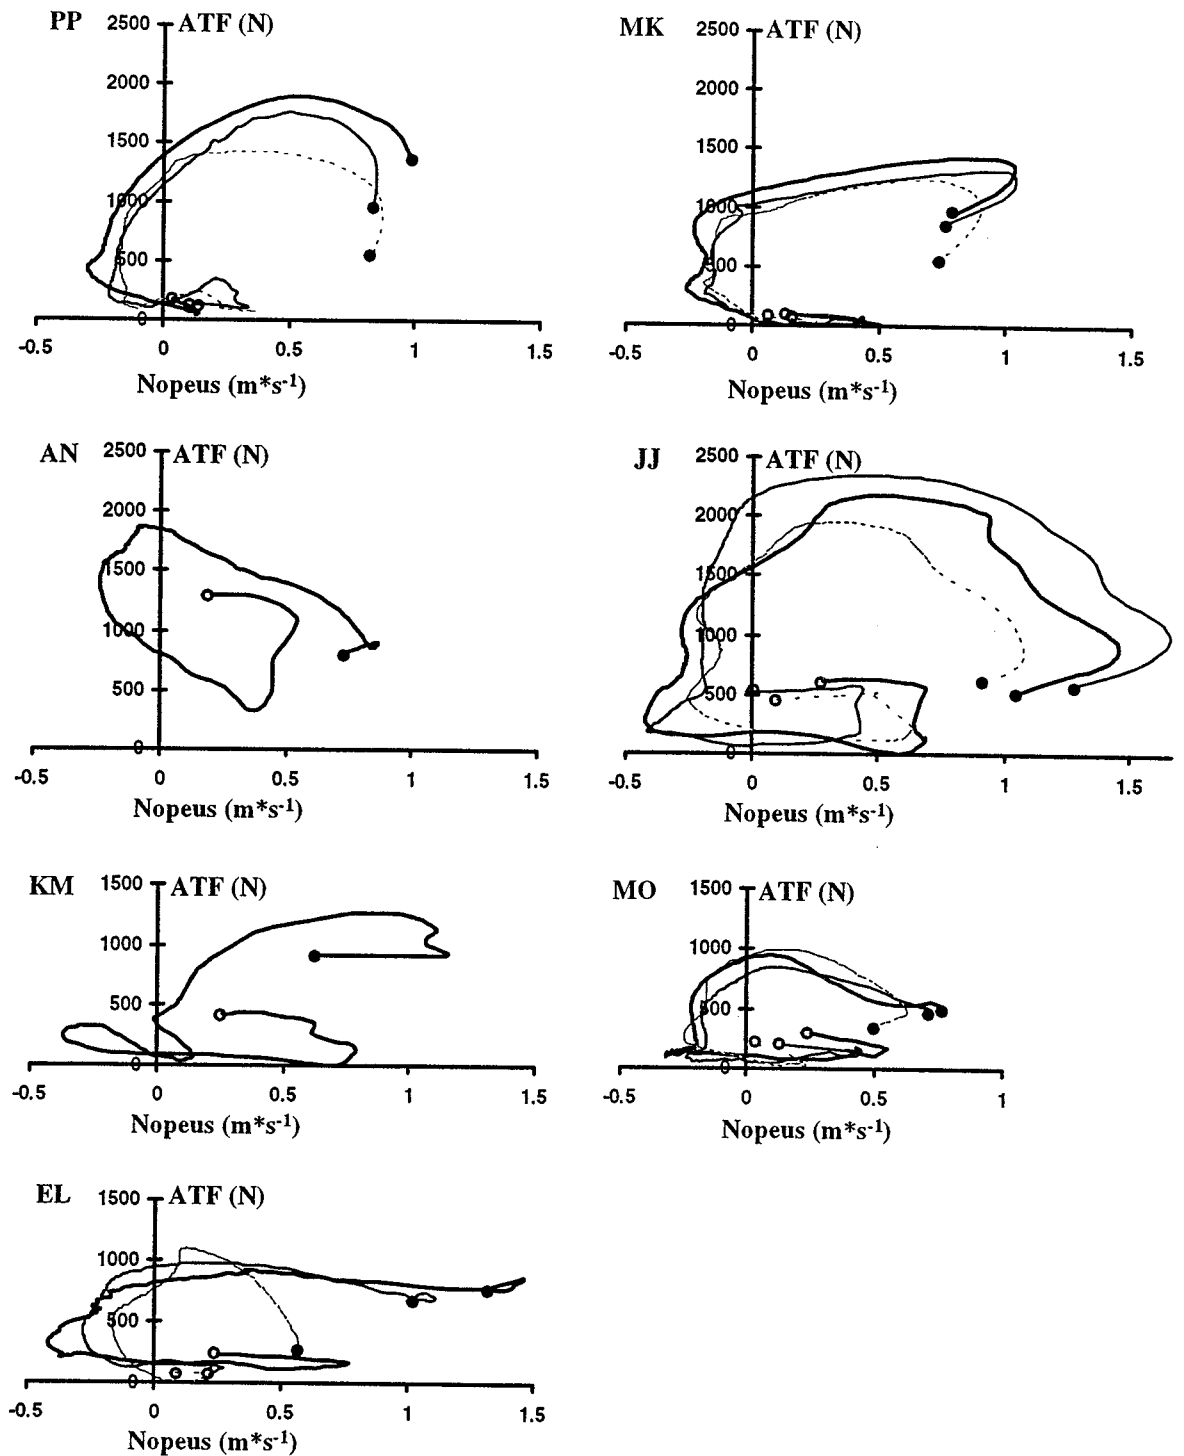 PP 2500 ATF (N)
2000
1500
1000
500
0
-0.5 0 0.5 1 1.5
Nopeus (m*s-1)
MK 2500 ATF (N)
2000
1500
1000
500
0
-0.5 0 0.5 1 1.5
Nopeus (m*s-1)
AN 2500 ATF (N)
2000
1500
1000
500
0
-0.5 0 0.5 1 1.5
Nopeus (m*s-1)
JJ 2500 ATF (N)
2000
1500
1000
500
0
-0.5 0 0.5 1 1.5
Nopeus (m*s-1)
KM 1500 ATF (N)
1000
500
0
-0.5 0 0.5 1 1.5
Nopeus (m*s-1)
MO 1500 ATF (N)
1000
500
0
-0.5 0 0.5 1
Nopeus (m*s-1)
EL 1500 ATF (N)
1000
500
0
-0.5 0 0.5 1 1.5
Nopeus (m*s-1)